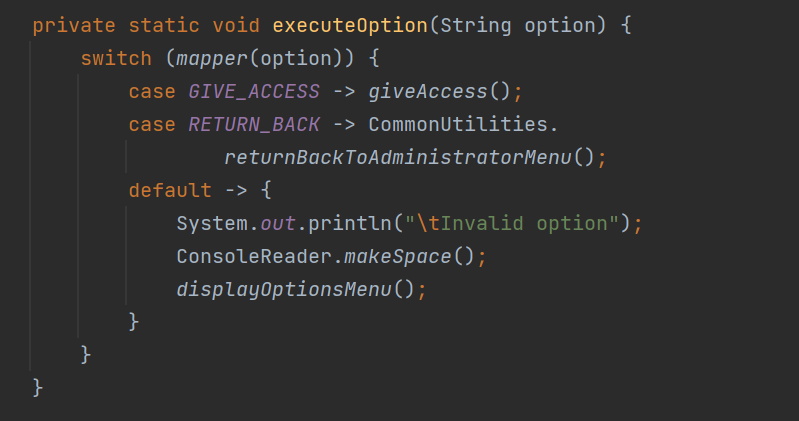 private static void executeOption(String option) {
switch (mapper(option)) {
case GIVE_ACCESS -> giveAccess();
case RETURN_BACK -> CommonUtilities.
returnBackToAdministratorMenu();
default -> {
System.out.println("\tInvalid option");
ConsoleReader.makeSpace();
displayOptionsMenu();
}
}
}